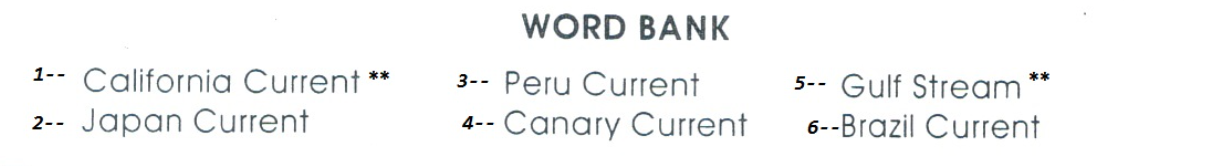 WORD BANK
1-- California Current ** 3-- Peru Current 5-- Gulf Stream **
2-- Japan Current 4-- Canary Current 6--Brazil Current